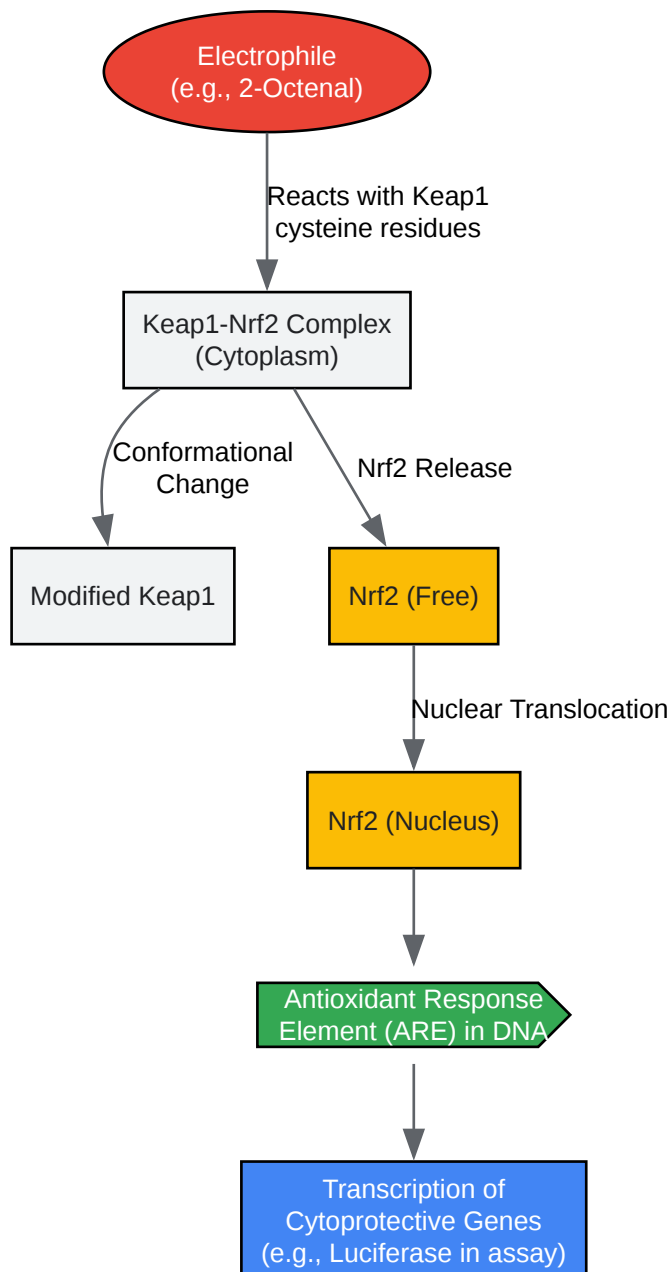 Electrophile
(e.g., 2-Octenal)
Reacts with Keap1
cysteine residues
Keap1-Nrf2 Complex
(Cytoplasm)
Conformational
Change
Nrf2 Release
Modified Keap1
Nrf2 (Free)
Nuclear Translocation
Nrf2 (Nucleus)
Antioxidant Response
Element (ARE) in DNA
Transcription of
Cytoprotective Genes
(e.g., Luciferase in assay)